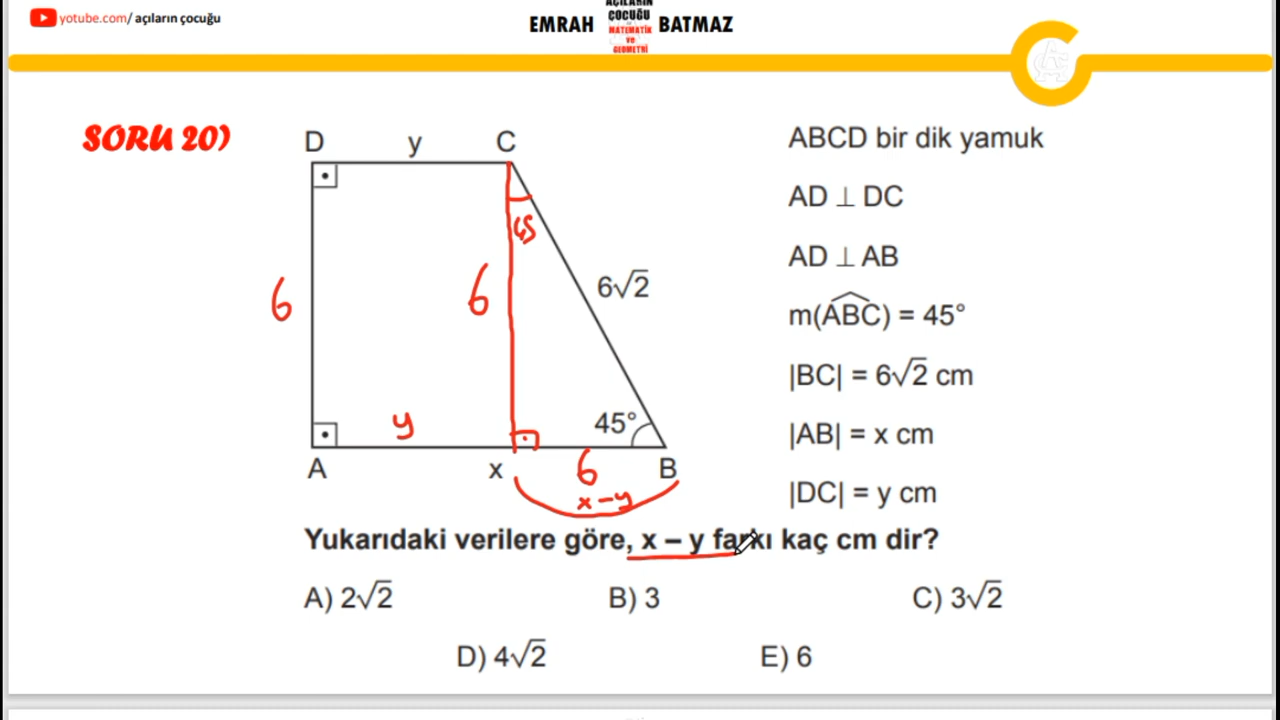 yotube.com/ açıların çocuğu
EMRAH
AÇILARIN
ÇOCUĞU
MATEMATİK
ve
GEOMETRİ
BATMAZ
SORU 20)
D y C
45
6
6
6√2
y
45°
A x 6 B
x-y
ABCD bir dik yamuk
AD ⊥ DC
AD ⊥ AB
m(ABC) = 45°
|BC| = 6√2 cm
|AB| = x cm
|DC| = y cm
Yukarıdaki verilere göre, x – y farkı kaç cm dir?
A) 2√2 B) 3 C) 3√2
D) 4√2 E) 6